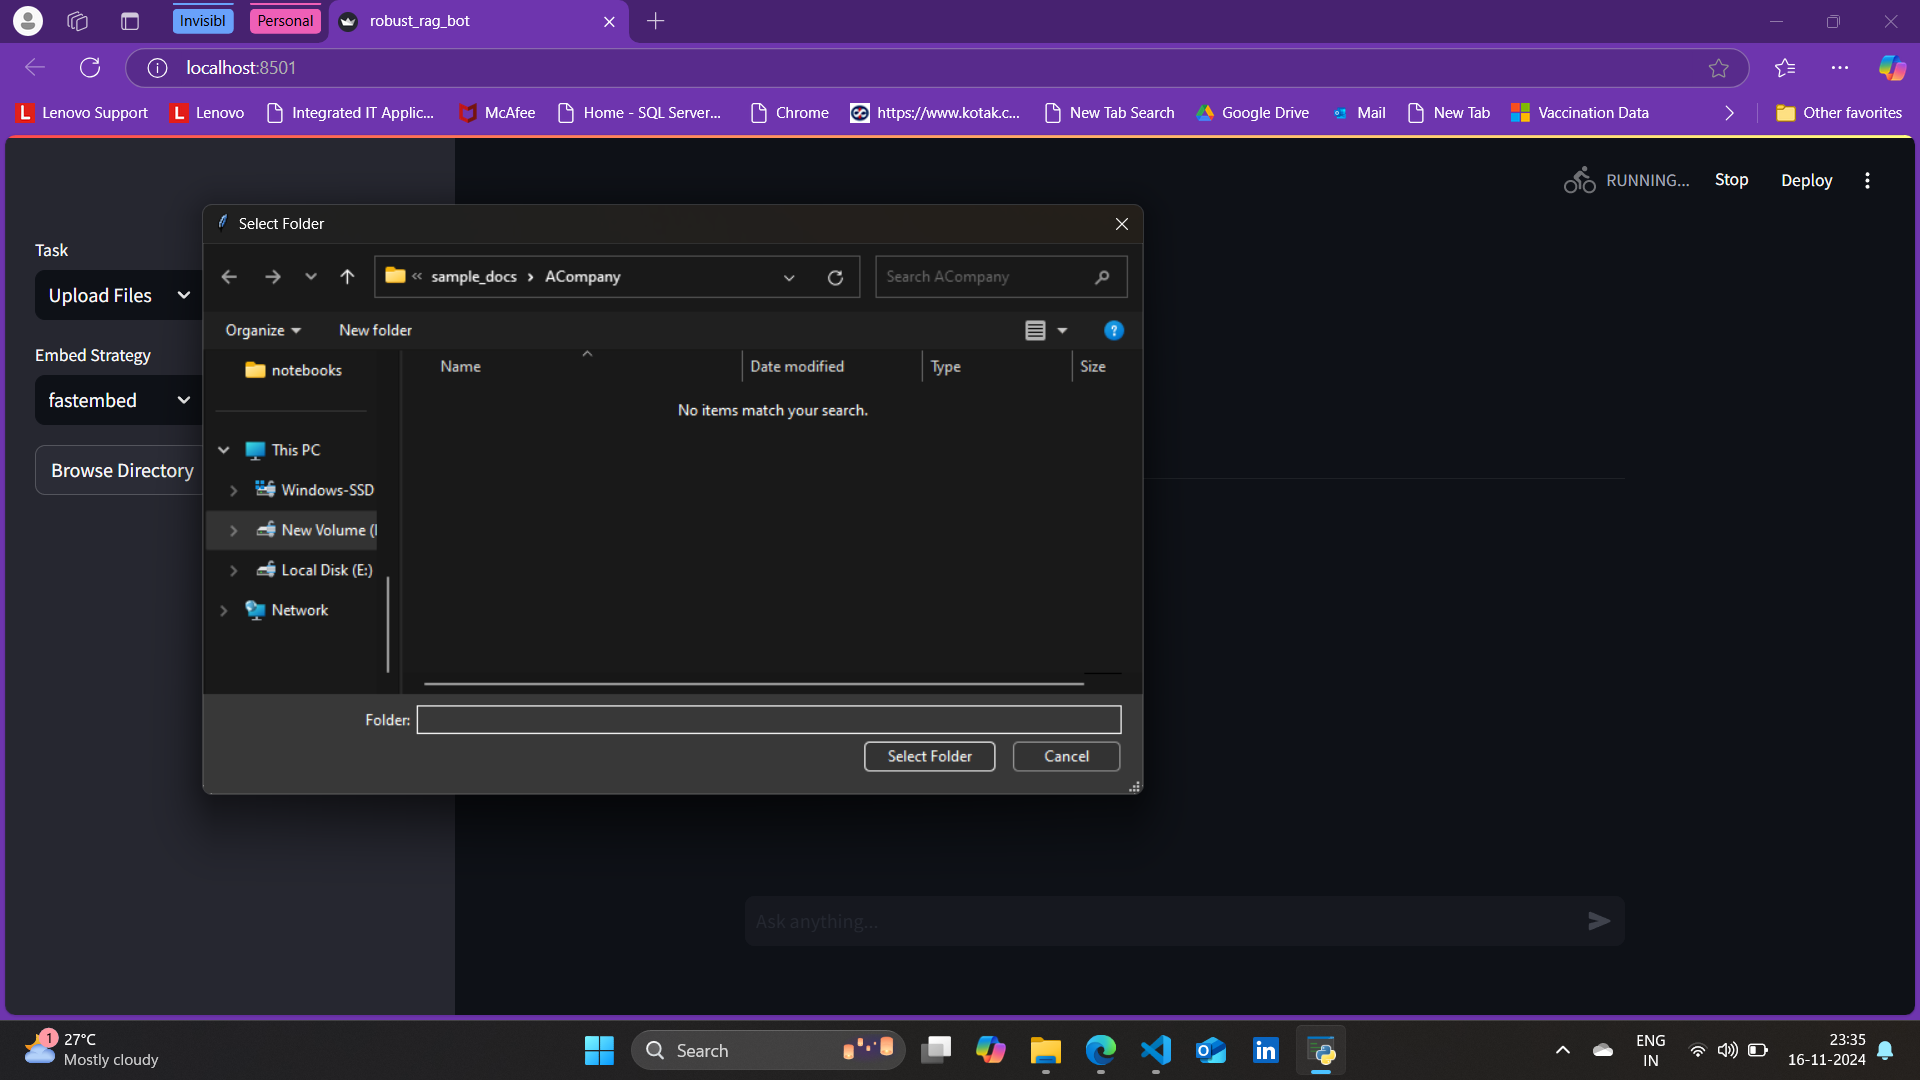 Invisibl
Personal
robust_rag_bot
localhost:8501
Lenovo Support
Lenovo
Integrated IT Applic...
McAfee
Home - SQL Server...
Chrome
https://www.kotak.c...
New Tab Search
Google Drive
Mail
New Tab
Vaccination Data
Other favorites
RUNNING...
Stop
Deploy
Task
Upload Files
Embed Strategy
fastembed
Browse Directory
Select Folder
sample_docs
ACompany
Search ACompany
Organize
New folder
Name
Date modified
Type
Size
No items match your search.
notebooks
This PC
Windows-SSD
New Volume (
Local Disk (E:)
Network
Folder:
Select Folder
Cancel
Ask anything...
1
27°C
Mostly cloudy
Search
ENG
IN
23:35
16-11-2024